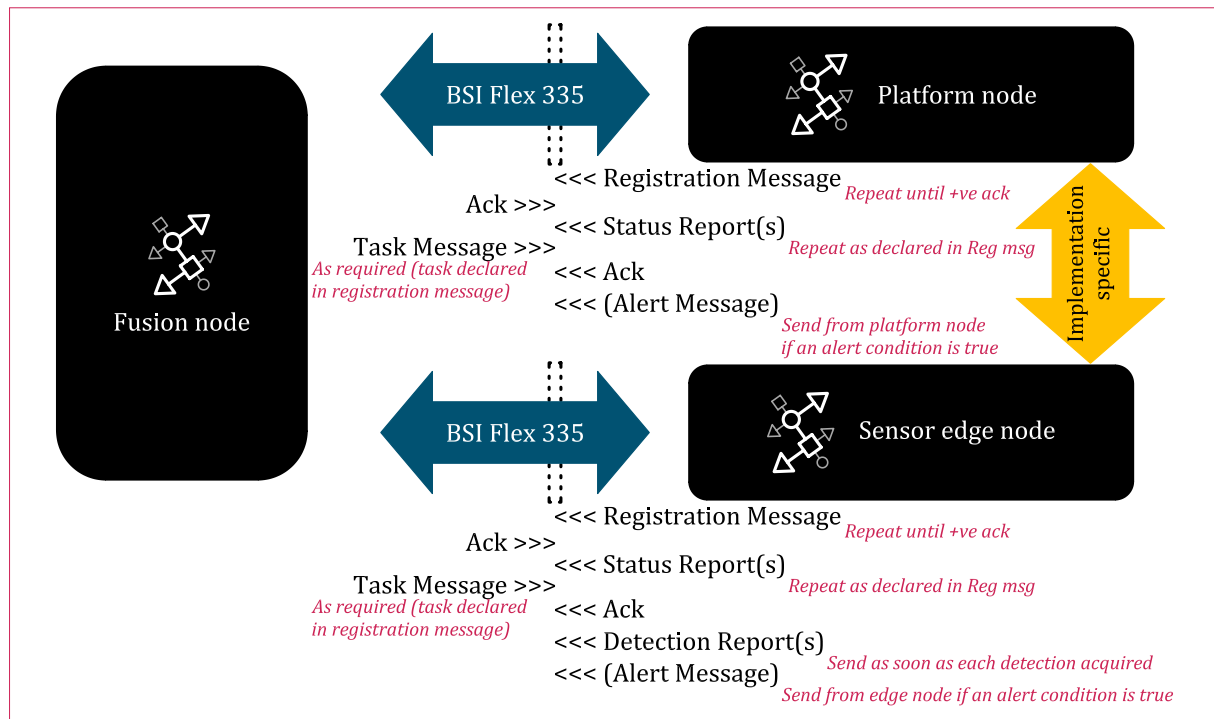 BSI Flex 335
Platform node
<<< Registration Message
Repeat until +ve ack
Ack >>>
<<< Status Report(s)
Task Message >>>
Repeat as declared in Reg msg
As required (task declared
in registration message)
<<< Ack
<<< (Alert Message)
Send from platform node
if an alert condition is true
Implementation
specific
Fusion node
BSI Flex 335
Sensor edge node
<<< Registration Message
Repeat until +ve ack
Ack >>>
<<< Status Report(s)
Task Message >>>
Repeat as declared in Reg msg
As required (task declared
in registration message)
<<< Ack
<<< Detection Report(s)
Send as soon as each detection acquired
<<< (Alert Message)
Send from edge node if an alert condition is true